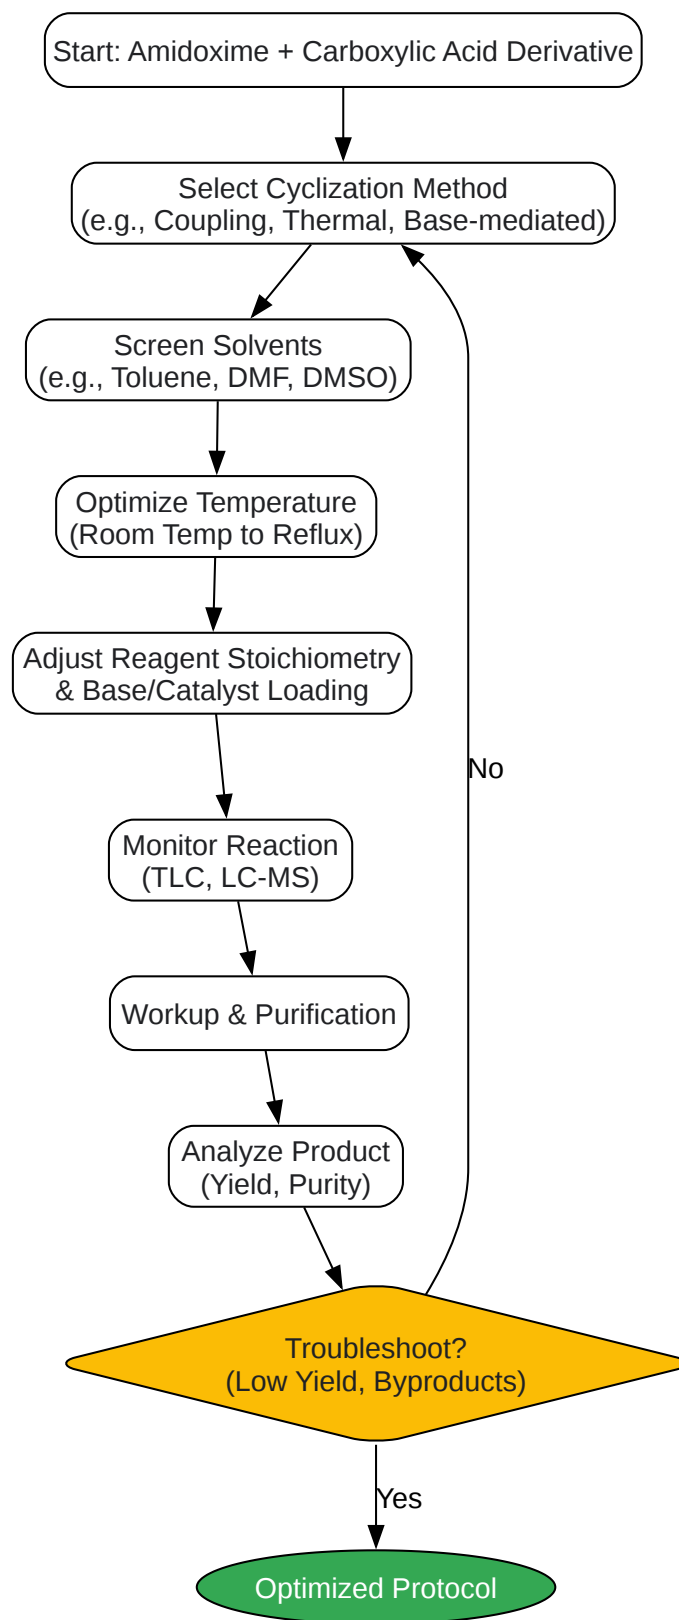 Start: Amidoxime + Carboxylic Acid Derivative
Select Cyclization Method
(e.g., Coupling, Thermal, Base-mediated)
Screen Solvents
(e.g., Toluene, DMF, DMSO)
Optimize Temperature
(Room Temp to Reflux)
Adjust Reagent Stoichiometry
& Base/Catalyst Loading
No
Monitor Reaction
(TLC, LC-MS)
Workup & Purification
Analyze Product
(Yield, Purity)
Troubleshoot?
(Low Yield, Byproducts)
Yes
Optimized Protocol